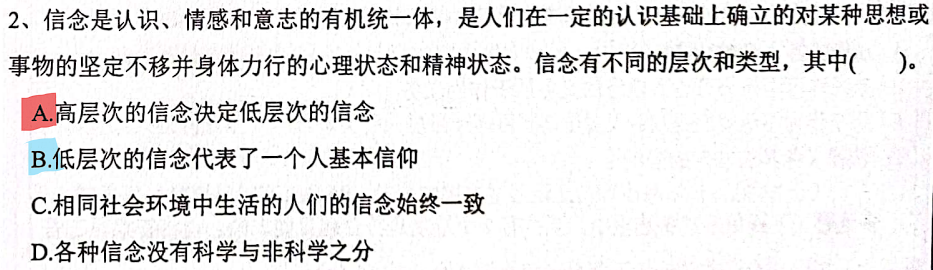 2、信念是认识、情感和意志的有机统一体，是人们在一定的认识基础上确立的对某种思想或
事物的坚定不移并身体力行的心理状态和精神状态。信念有不同的层次和类型，其中(　　)。
A.高层次的信念决定低层次的信念
B.低层次的信念代表了一个人基本信仰
C.相同社会环境中生活的人们的信念始终一致
D.各种信念没有科学与非科学之分